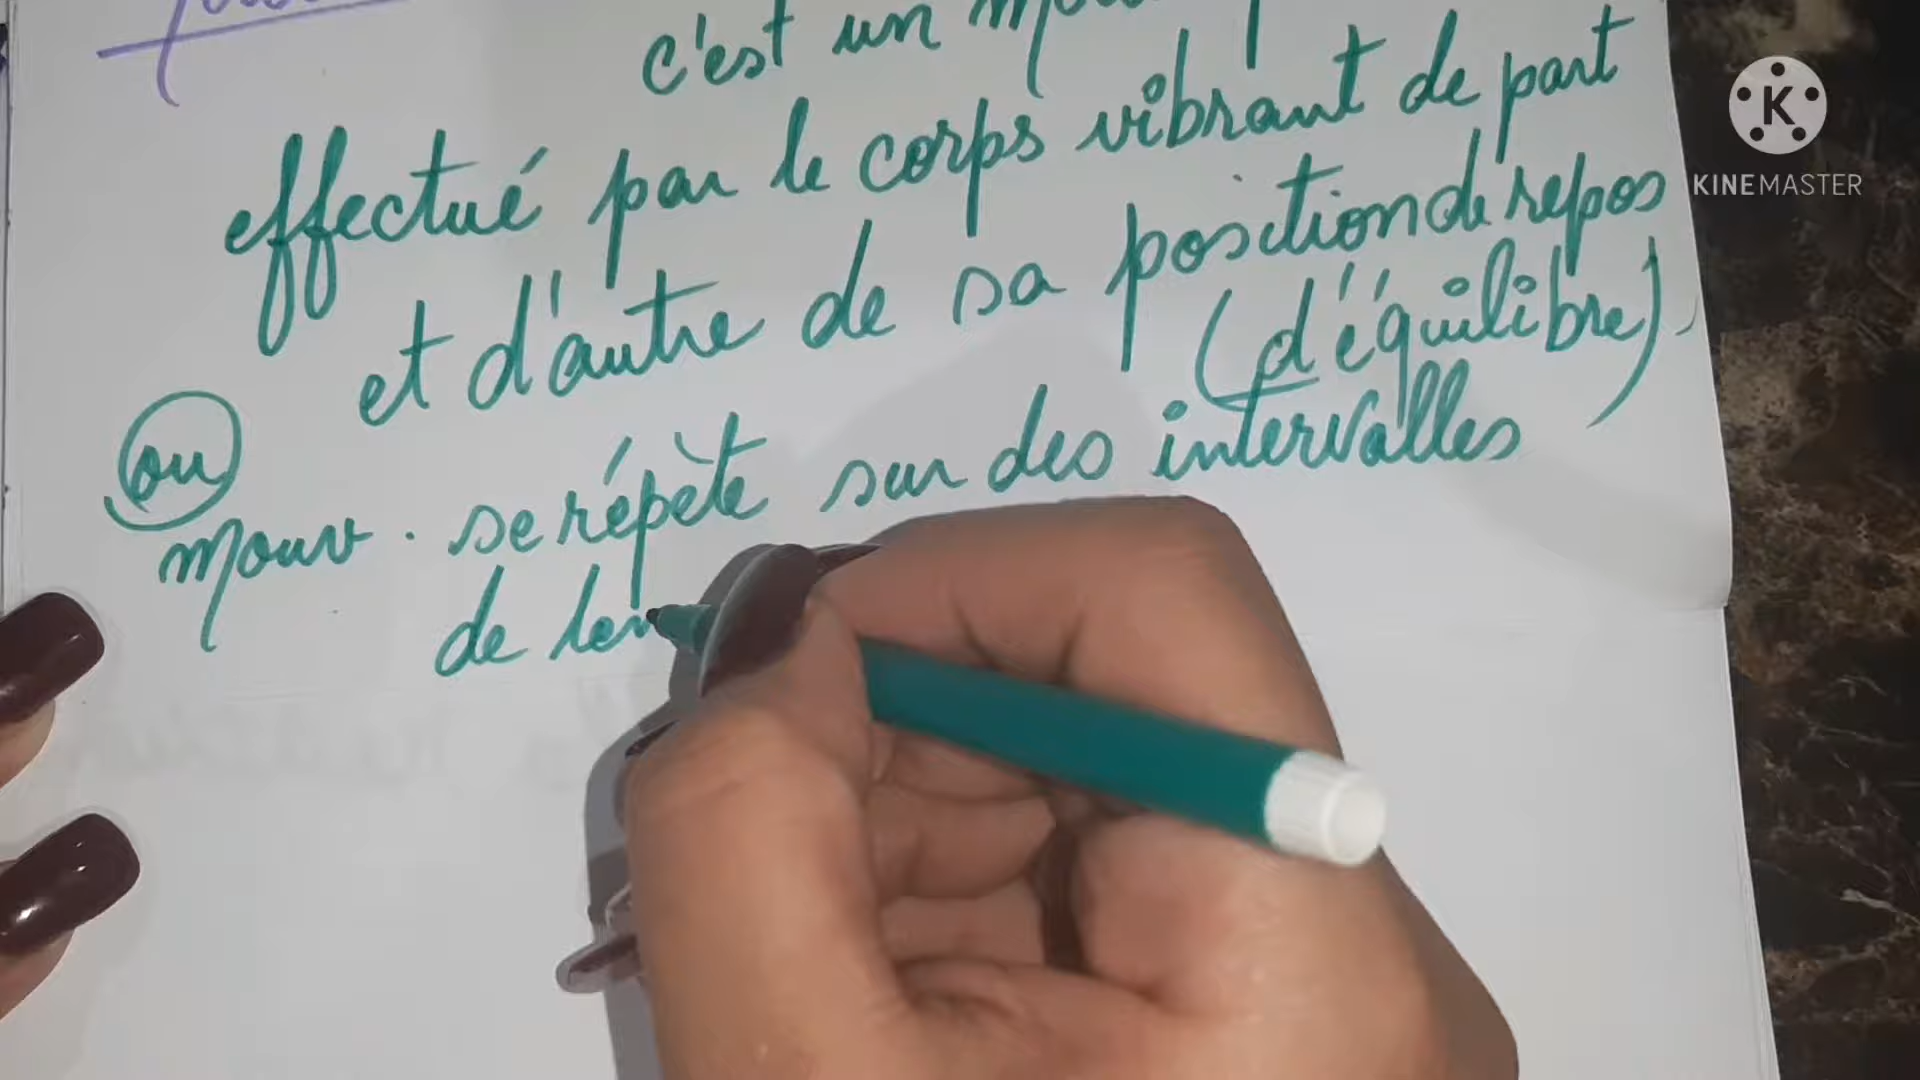 c'est un
effectué par le corps vibrant de part
et d'autre de sa position de repos
(d'équilibre)
ou
mouv. se répète sur des intervalles
de
KINEMASTER